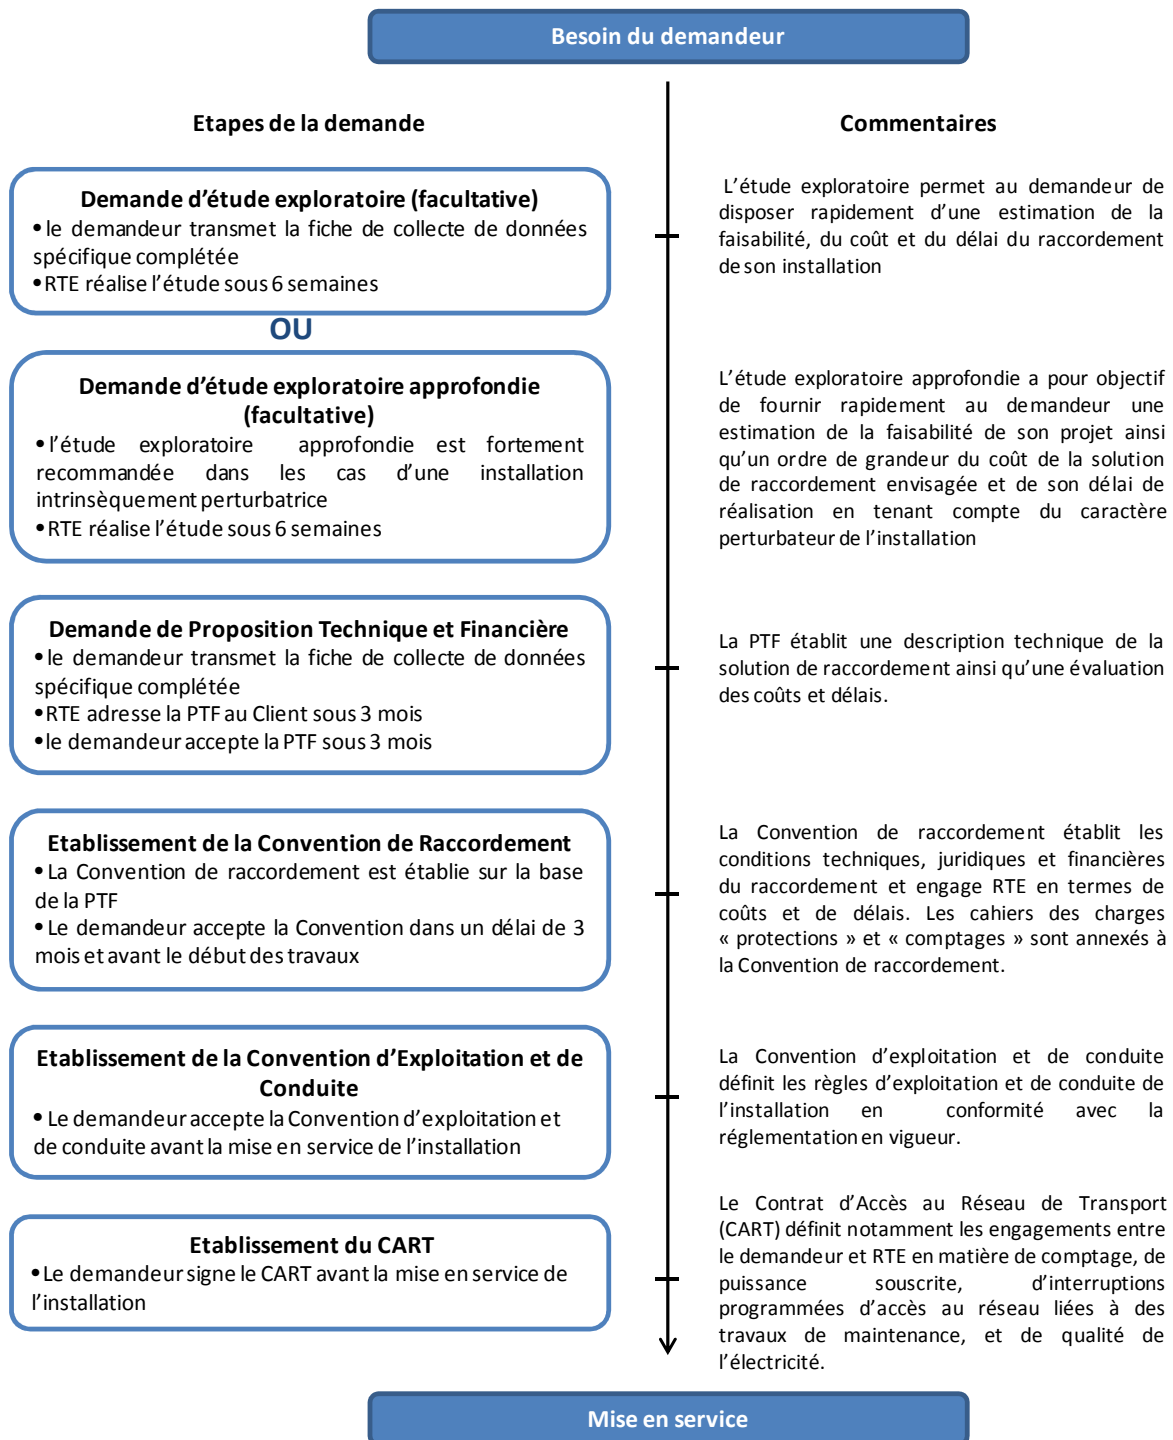 Besoin du demandeur
Etapes de la demande
Commentaires
Demande d'étude exploratoire (facultative)
• le demandeur transmet la fiche de collecte de données
spécifique complétée
• RTE réalise l'étude sous 6 semaines
L'étude exploratoire permet au demandeur de
disposer rapidement d'une estimation de la
faisabilité, du coût et du délai du raccordement
de son installation
OU
Demande d'étude exploratoire approfondie
(facultative)
• l'étude exploratoire approfondie est fortement
recommandée dans les cas d'une installation
intrinsèquement perturbatrice
• RTE réalise l'étude sous 6 semaines
L'étude exploratoire approfondie a pour objectif
de fournir rapidement au demandeur une
estimation de la faisabilité de son projet ainsi
qu'un ordre de grandeur du coût de la solution
de raccordement envisagée et de son délai de
réalisation en tenant compte du caractère
perturbateur de l'installation
Demande de Proposition Technique et Financière
• le demandeur transmet la fiche de collecte de données
spécifique complétée
• RTE adresse la PTF au Client sous 3 mois
• le demandeur accepte la PTF sous 3 mois
La PTF établit une description technique de la
solution de raccordement ainsi qu'une évaluation
des coûts et délais.
Etablissement de la Convention de Raccordement
• La Convention de raccordement est établie sur la base
de la PTF
• Le demandeur accepte la Convention dans un délai de 3
mois et avant le début des travaux
La Convention de raccordement établit les
conditions techniques, juridiques et financières
du raccordement et engage RTE en termes de
coûts et de délais. Les cahiers des charges
« protections » et « comptages » sont annexés à
la Convention de raccordement.
Etablissement de la Convention d'Exploitation et de
Conduite
• Le demandeur accepte la Convention d'exploitation et
de conduite avant la mise en service de l'installation
La Convention d'exploitation et de conduite
définit les règles d'exploitation et de conduite de
l'installation en conformité avec la
réglementation en vigueur.
Etablissement du CART
• Le demandeur signe le CART avant la mise en service de
l'installation
Le Contrat d'Accès au Réseau de Transport
(CART) définit notamment les engagements entre
le demandeur et RTE en matière de comptage, de
puissance souscrite, d'interruptions
programmées d'accès au réseau liées à des
travaux de maintenance, et de qualité de
l'électricité.
Mise en service